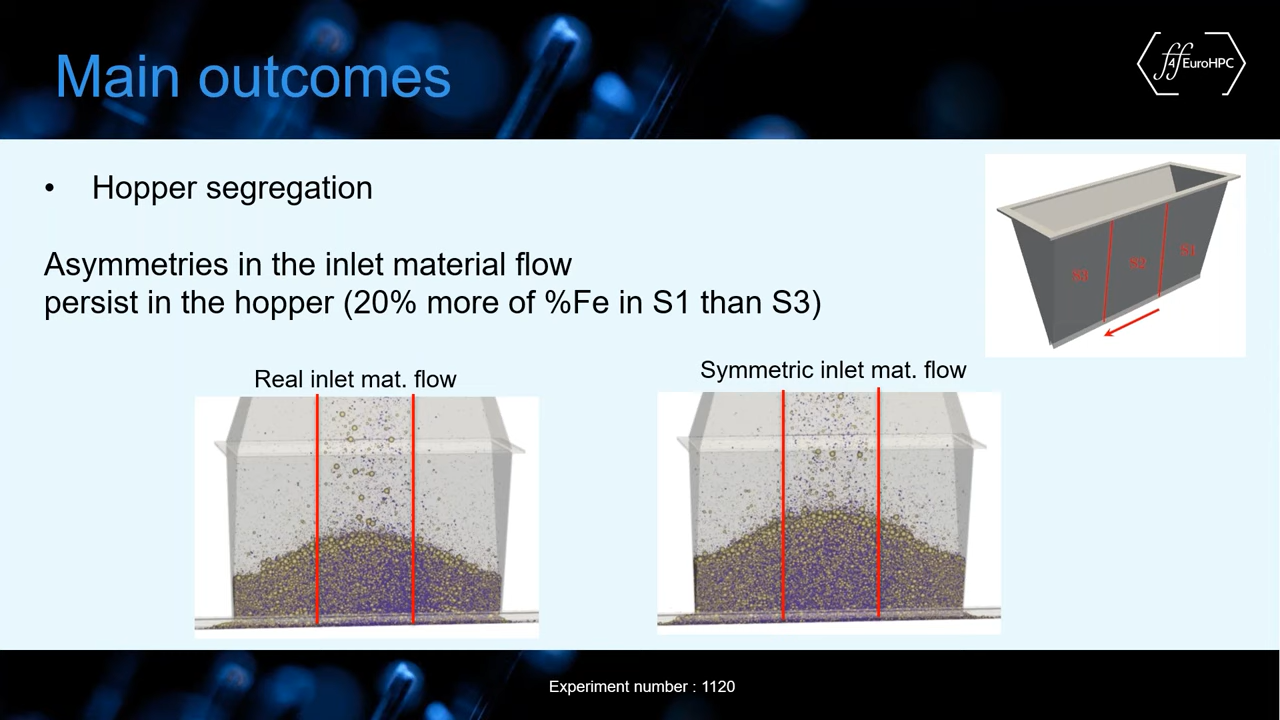 Main outcomes
ff4EuroHPC
• Hopper segregation
Asymmetries in the inlet material flow
persist in the hopper (20% more of %Fe in S1 than S3)
S3
S2
S1
Real inlet mat. flow
Symmetric inlet mat. flow
Experiment number : 1120